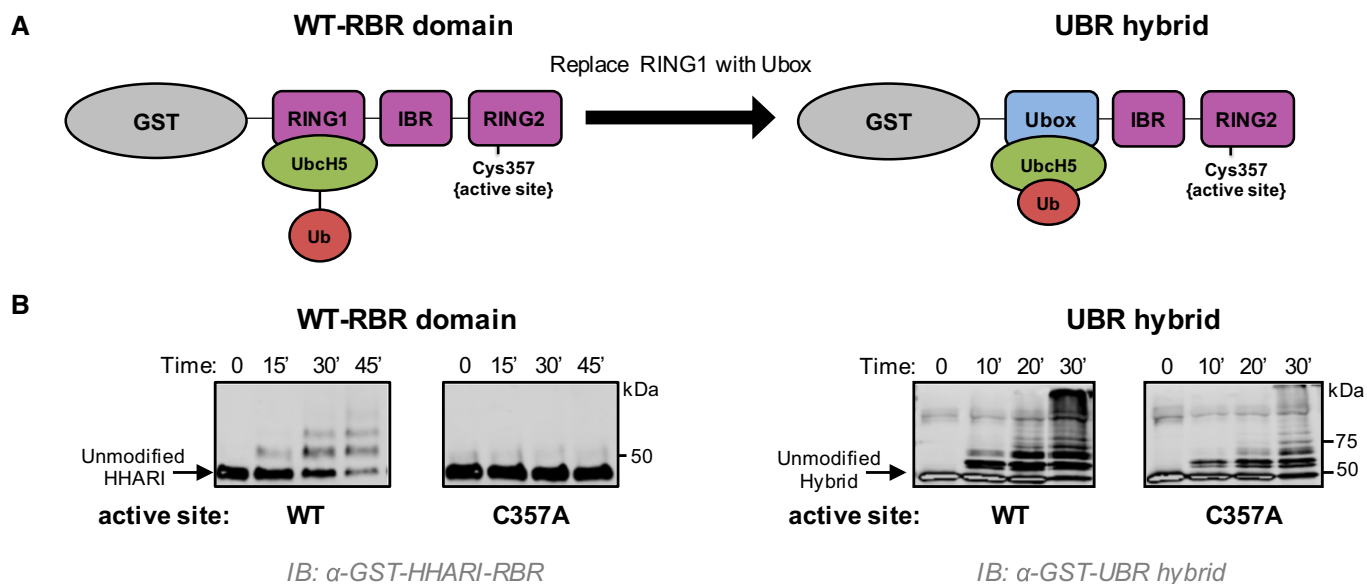 A
WT-RBR domain
UBR hybrid
Replace RING1 with Ubox
GST
RING1
IBR
RING2
UbcH5
Cys357
{active site}
Ub
GST
Ubox
IBR
RING2
UbcH5
Cys357
{active site}
Ub
B
WT-RBR domain
UBR hybrid
Time: 0 15’ 30’ 45’
0 15’ 30’ 45’
kDa
50
Unmodified
HHARI
active site: WT
C357A
IB: α-GST-HHARI-RBR
Time: 0 10’ 20’ 30’
0 10’ 20’ 30’
kDa
75
50
Unmodified
Hybrid
active site: WT
C357A
IB: α-GST-UBR hybrid